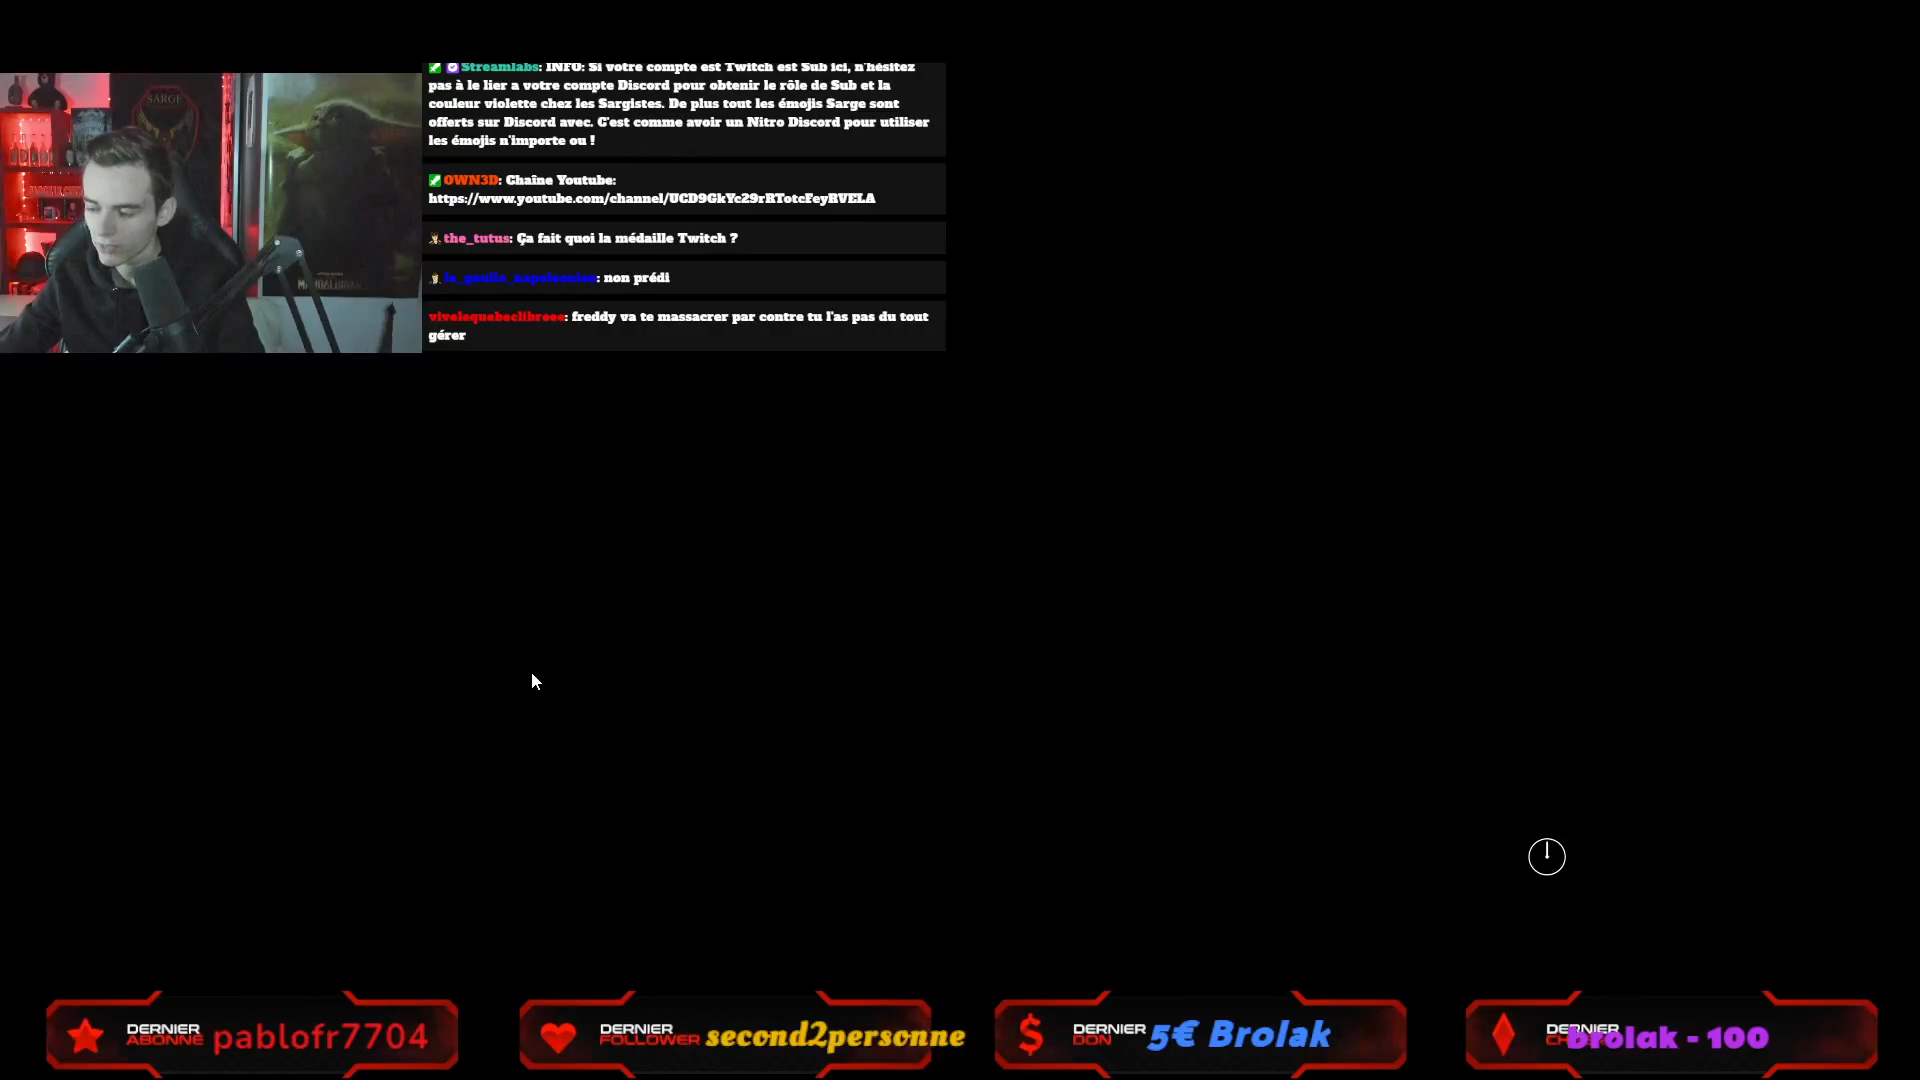 SARGE
Streamlabs: INFO: Si votre compte est Twitch est Sub ici, n'hésitez
pas à le lier a votre compte Discord pour obtenir le rôle de Sub et la
couleur violette chez les Sargistes. De plus tout les émojis Sarge sont
offerts sur Discord avec. C'est comme avoir un Nitro Discord pour utiliser
les émojis n'importe ou !
OWN3D: Chaîne Youtube:
https://www.youtube.com/channel/UCD9GkYc29rRTotcFeyRVELA
the_tutus: Ça fait quoi la médaille Twitch ?
le_gaulle_napoleonien: non prédi
vivelequebeclibreee: freddy va te massacrer par contre tu l'as pas du tout
gérer
DERNIER
ABONNÉ
pablofr7704
DERNIER
FOLLOWER
second2personne
DERNIER
DON
5€ Brolak
DERNIER
brolak - 100